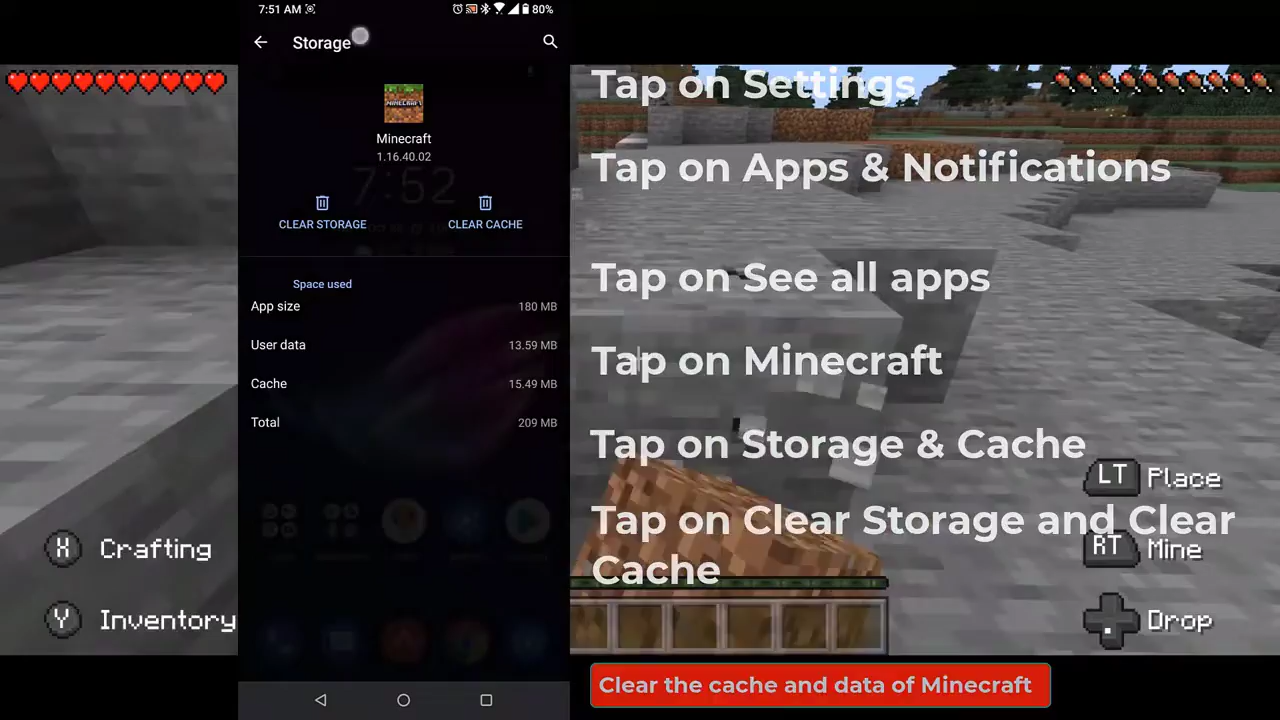 7:51 AM
80%
Storage
Minecraft
1.16.40.02
7:52
CLEAR STORAGE
CLEAR CACHE
Space used
App size 180 MB
User data 13.59 MB
Cache 15.49 MB
Total 209 MB
Tap on Settings
Tap on Apps & Notifications
Tap on See all apps
Tap on Minecraft
Tap on Storage & Cache
Tap on Clear Storage and Clear
Cache
X Crafting
Y Inventory
LT Place
RT Mine
Drop
Clear the cache and data of Minecraft